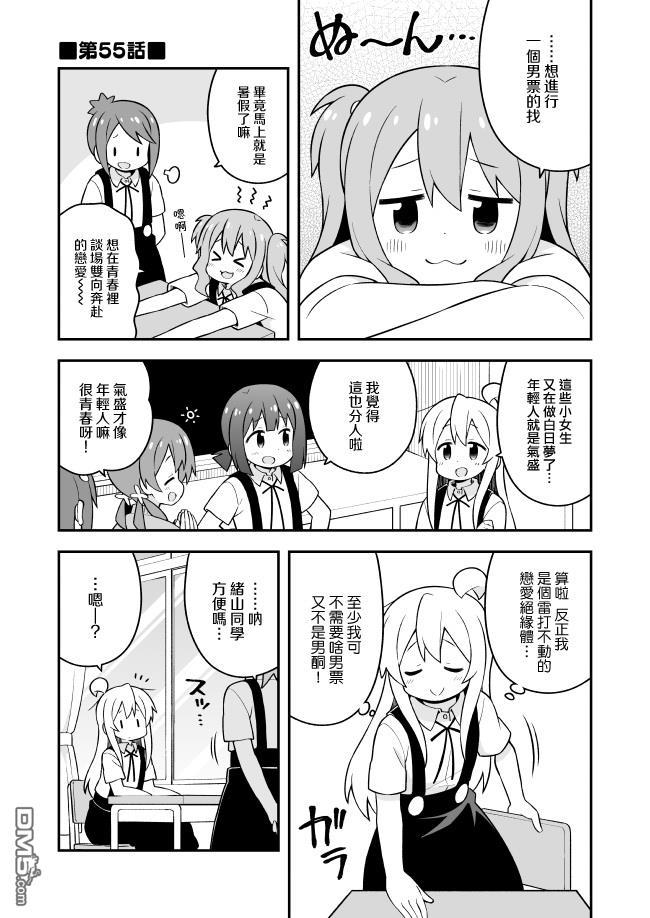 ■第55話■
ぬ〜ん…
……想進行
一個男票的找
畢竟馬上就是
暑假了嘛
嗯啊——
想在青春裡
談場雙向奔赴
的戀愛〜〜
這些小女生
又在做白日夢了…
年輕人就是氣盛
我覺得
這也分人啦
氣盛才像
年輕人嘛
很青春呀！
算啦 反正我
是個雷打不動的
戀愛絕緣體…
至少我可
不需要啥男票
又不是男酮！
ガラ
………吶
緒山同學
方便嗎…
スッ…
…嗯—？
DM5